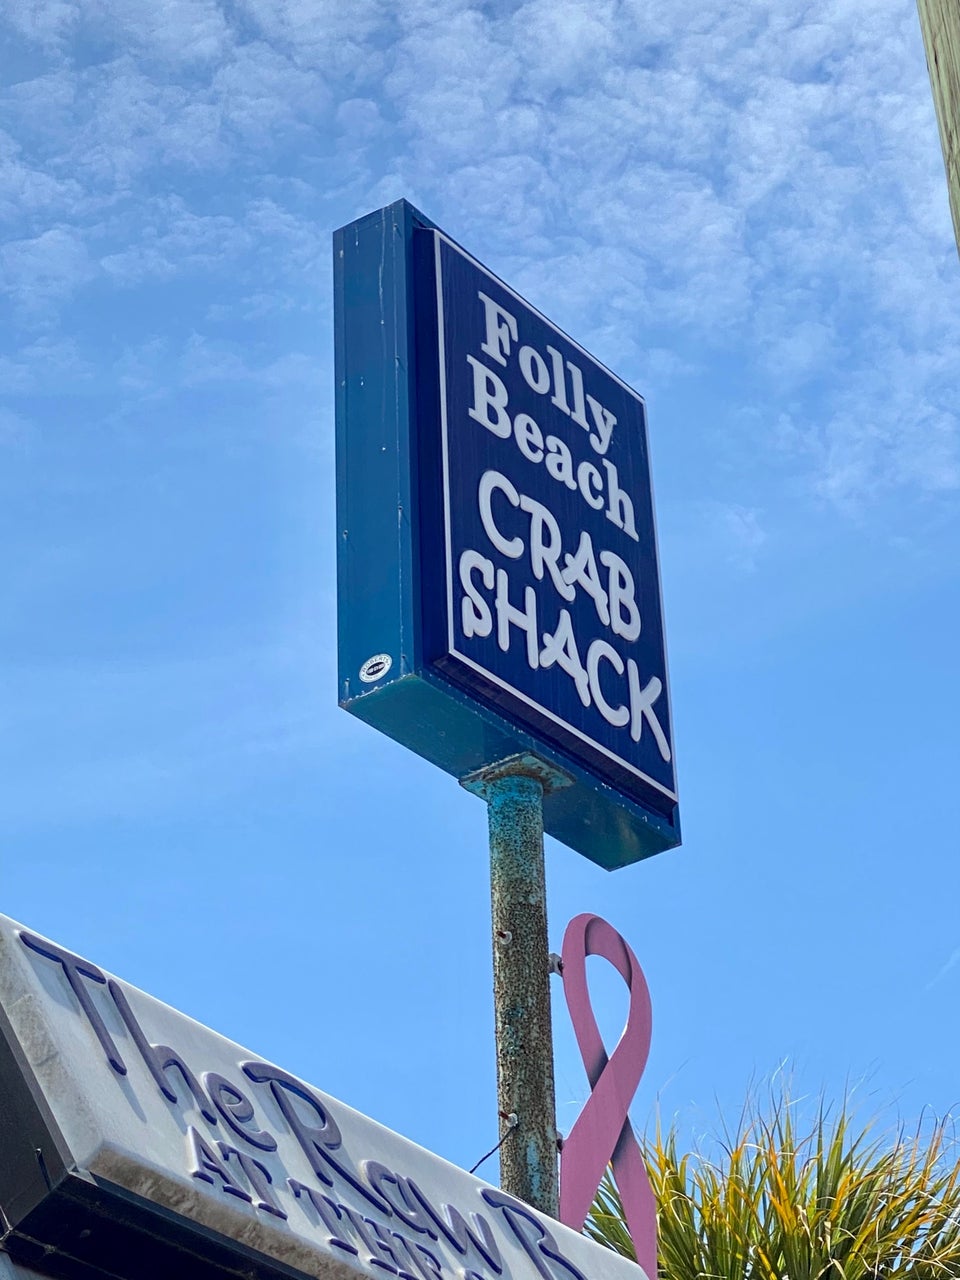 Folly
Beach
CRAB
SHACK
The Raw
AT THE